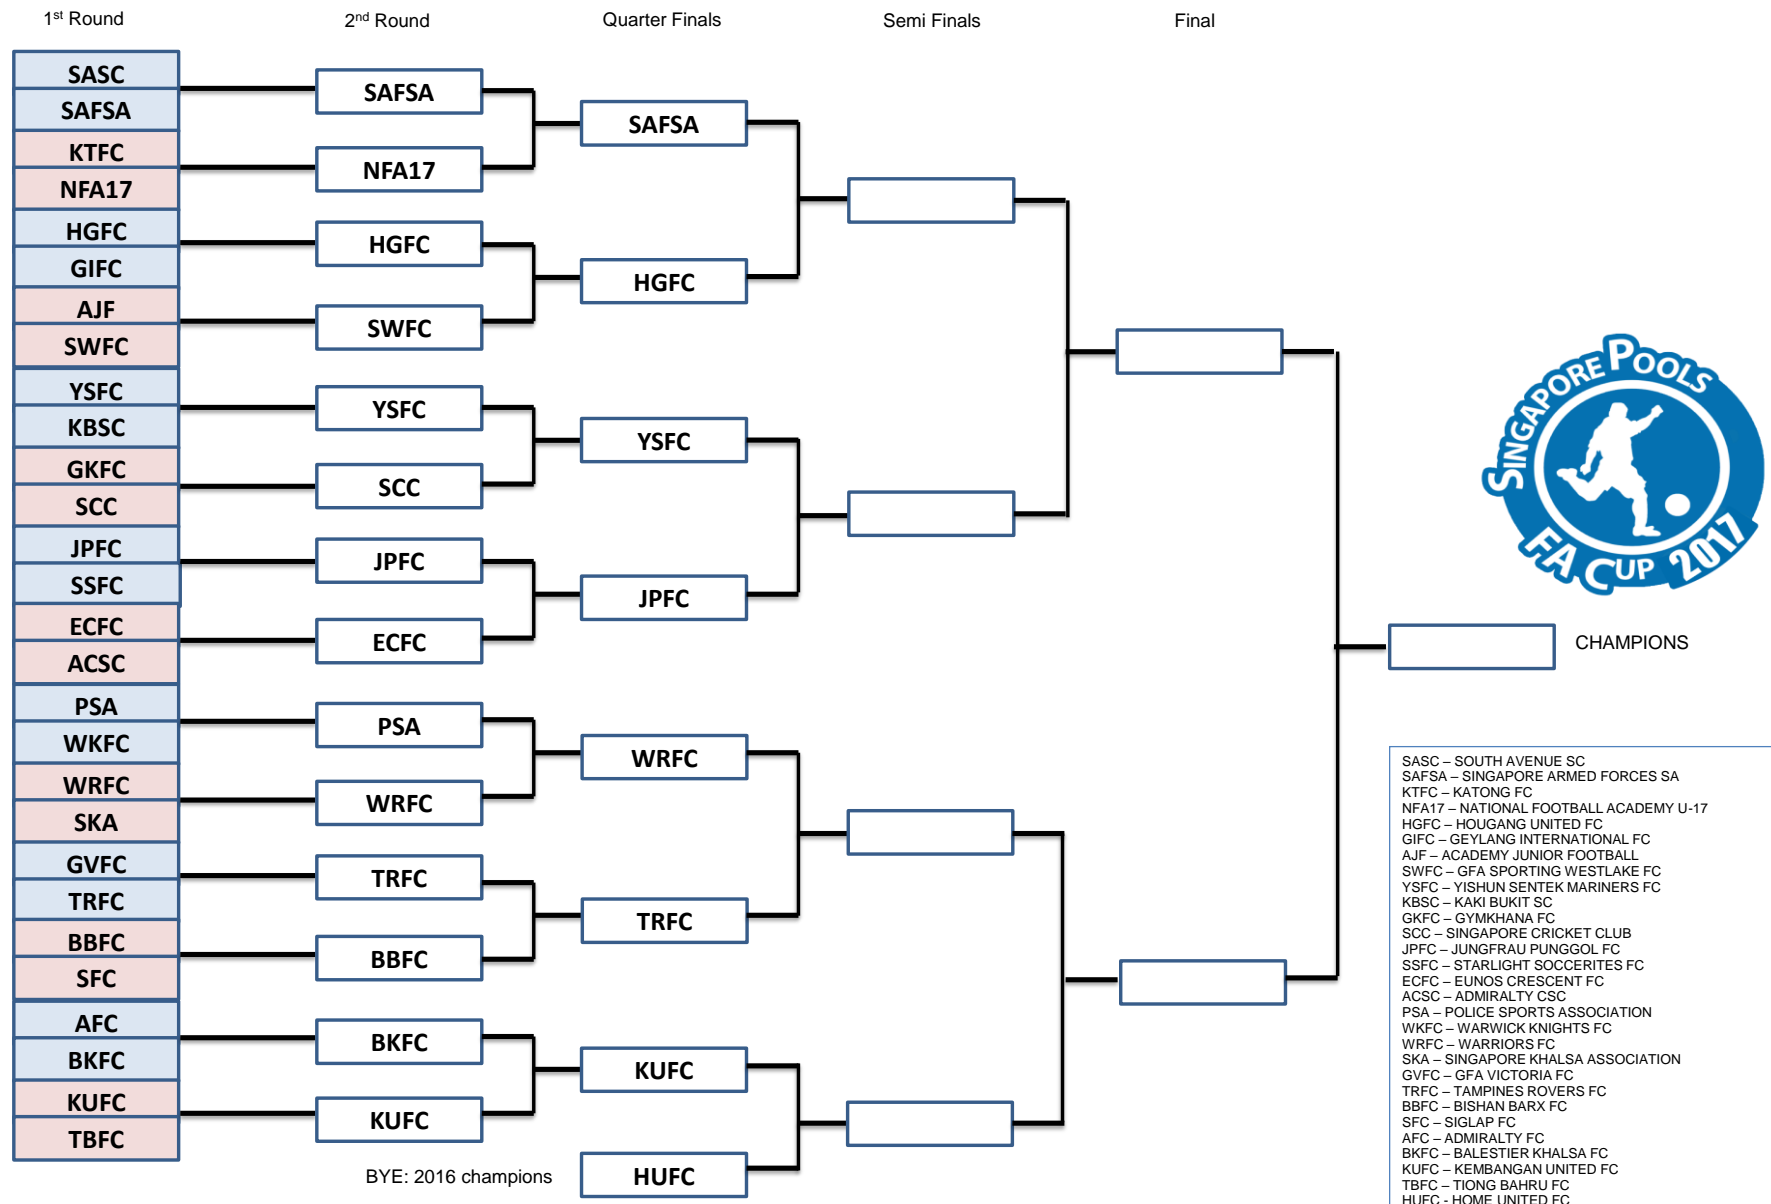 1st Round
2nd Round
Quarter Finals
Semi Finals
Final
SASC
SAFSA
KTFC
NFA17
HGFC
GIFC
AJF
SWFC
YSFC
KBSC
GKFC
SCC
JPFC
SSFC
ECFC
ACSC
PSA
WKFC
WRFC
SKA
GVFC
TRFC
BBFC
SFC
AFC
BKFC
KUFC
TBFC
SAFSA
NFA17
HGFC
SWFC
YSFC
SCC
JPFC
ECFC
PSA
WRFC
TRFC
BBFC
BKFC
KUFC
BYE: 2016 champions
SAFSA
HGFC
YSFC
JPFC
WRFC
TRFC
KUFC
HUFC
SINGAPORE POOLS
FA CUP 2017
CHAMPIONS
SASC – SOUTH AVENUE SC
SAFSA – SINGAPORE ARMED FORCES SA
KTFC – KATONG FC
NFA17 – NATIONAL FOOTBALL ACADEMY U-17
HGFC – HOUGANG UNITED FC
GIFC – GEYLANG INTERNATIONAL FC
AJF – ACADEMY JUNIOR FOOTBALL
SWFC – GFA SPORTING WESTLAKE FC
YSFC – YISHUN SENTEK MARINERS FC
KBSC – KAKI BUKIT SC
GKFC – GYMKHANA FC
SCC – SINGAPORE CRICKET CLUB
JPFC – JUNGFRAU PUNGGOL FC
SSFC – STARLIGHT SOCCERITES FC
ECFC – EUNOS CRESCENT FC
ACSC – ADMIRALTY CSC
PSA – POLICE SPORTS ASSOCIATION
WKFC – WARWICK KNIGHTS FC
WRFC – WARRIORS FC
SKA – SINGAPORE KHALSA ASSOCIATION
GVFC – GFA VICTORIA FC
TRFC – TAMPINES ROVERS FC
BBFC – BISHAN BARX FC
SFC – SIGLAP FC
AFC – ADMIRALTY FC
BKFC – BALESTIER KHALSA FC
KUFC – KEMBANGAN UNITED FC
TBFC – TIONG BAHRU FC
HUFC - HOME UNITED FC